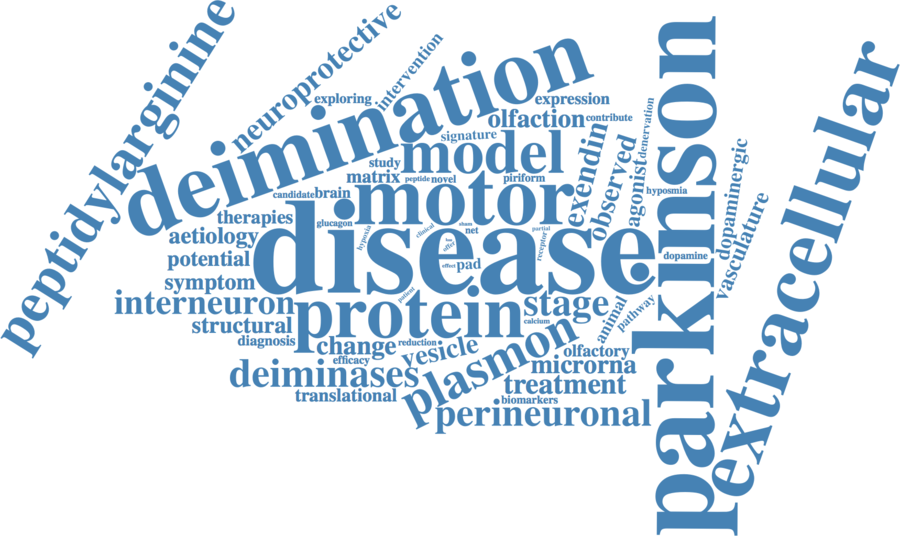 peptidylarginine
neuroprotective
intervention
exploring
deimination
expression
olfaction
contribute
signature
denervation
parkinson
extracellular
study
model
matrix
peptide
novel
piriform
exendin
observed
agonist
hyposmia
dopaminergic
vasculature
candidate
brain
motor
therapies
glucagon
hypoxia
clinical
sham
net
partial
receptor
aetiology
disease
offer
dopamine
potential
effect
pad
symptom
patient
interneuron
protein
stage
animal
pathway
structural
calcium
diagnosis
change
reduction
vesicle
plasmon
olfactory
efficacy
microrna
deiminases
treatment
translational
biomarkers
perineuronal